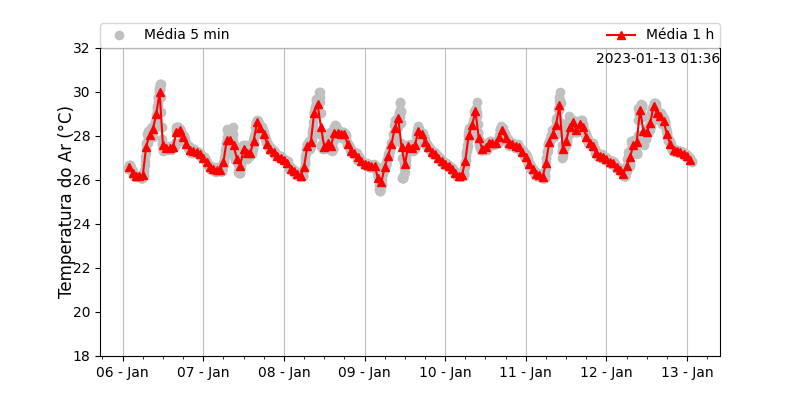 Média 5 min
Média 1 h
2023-01-13 01:36
Temperatura do Ar (°C)
32
30
28
26
24
22
20
18
06 - Jan
07 - Jan
08 - Jan
09 - Jan
10 - Jan
11 - Jan
12 - Jan
13 - Jan